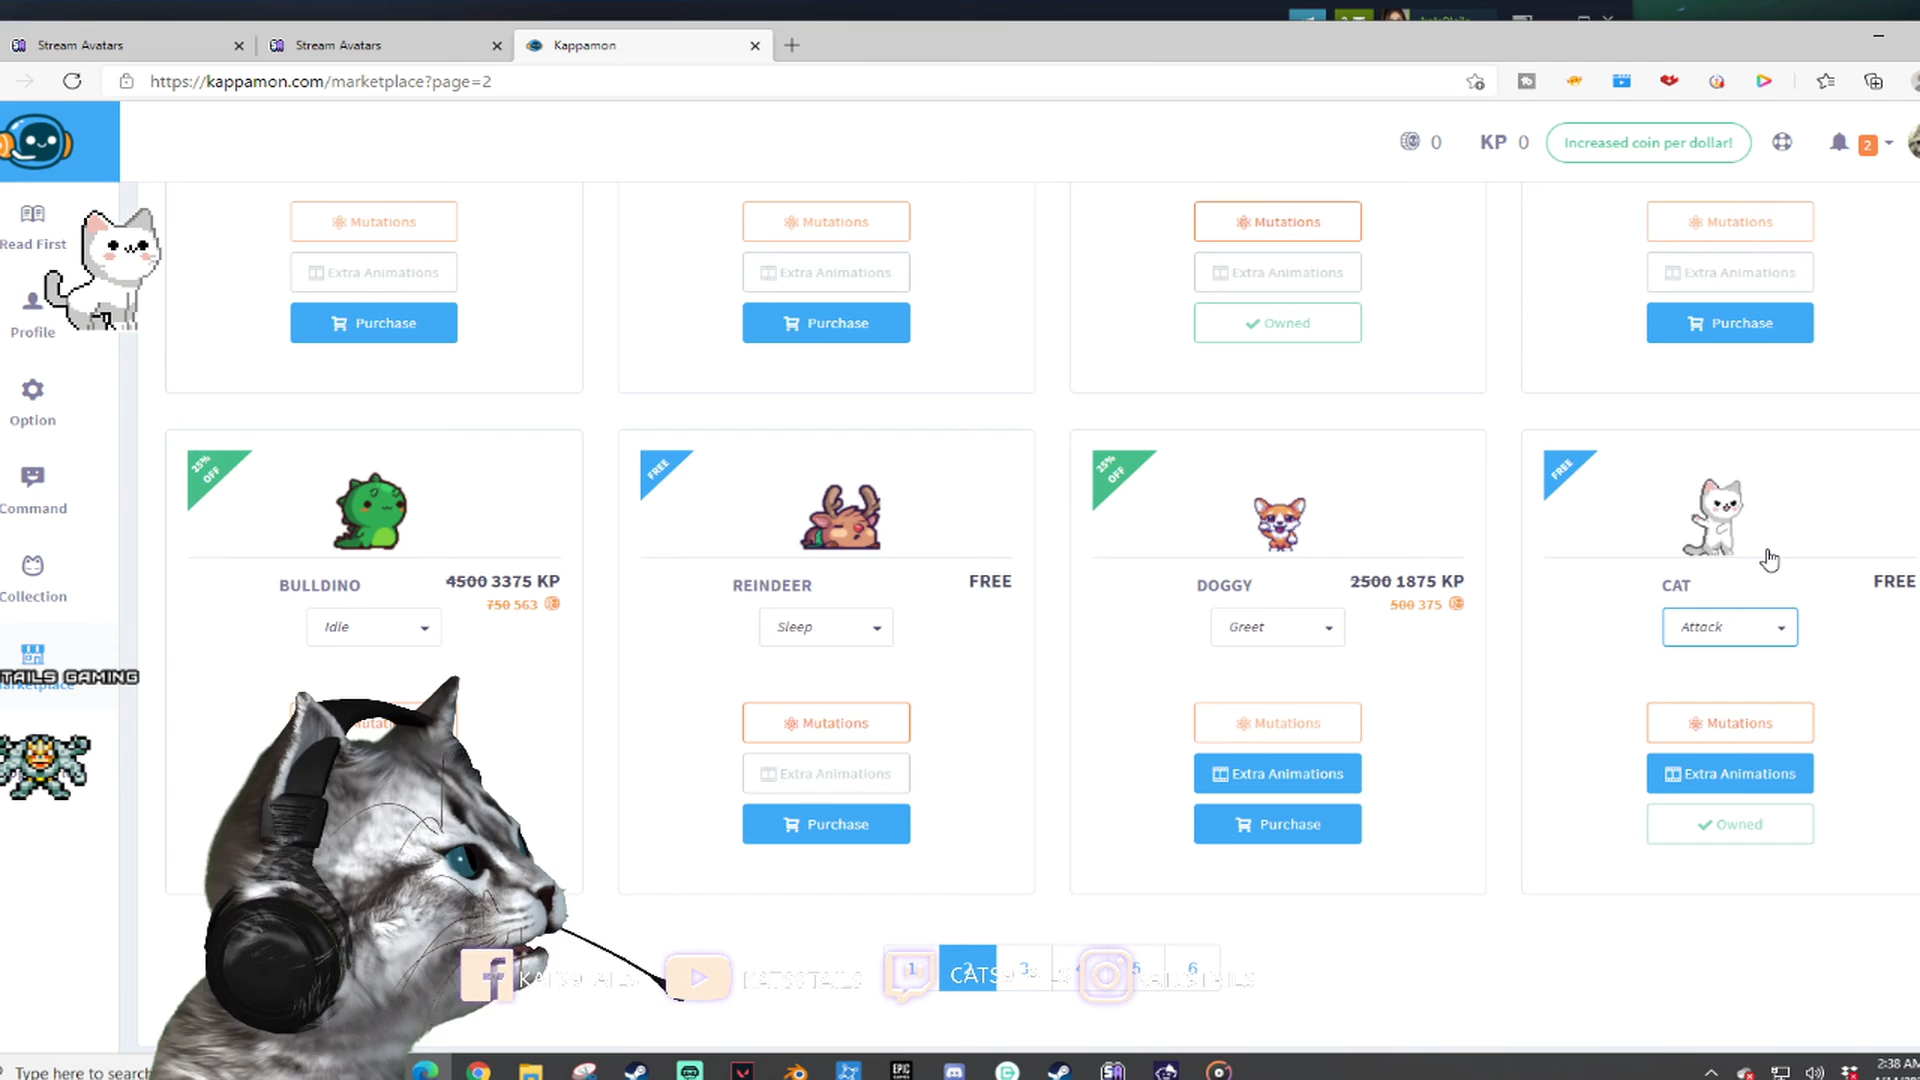 Stream Avatars
Stream Avatars
Kappamon
https://kappamon.com/marketplace?page=2
0
KP 0
Increased coin per dollar!
2
Read First
Profile
Option
Command
Collection
TAILS GAMING
Mutations
Extra Animations
Purchase
Mutations
Extra Animations
Purchase
Mutations
Extra Animations
Owned
Mutations
Extra Animations
Purchase
25% OFF
BULLDINO
4500 3375 KP
750 563
Idle
FREE
REINDEER
FREE
Sleep
Mutations
Extra Animations
Purchase
25% OFF
DOGGY
2500 1875 KP
500 375
Greet
Mutations
Extra Animations
Purchase
FREE
CAT
FREE
Attack
Mutations
Extra Animations
Owned
1 2 3 5 6
Type here to search
EPIC
SA
2:38 AM